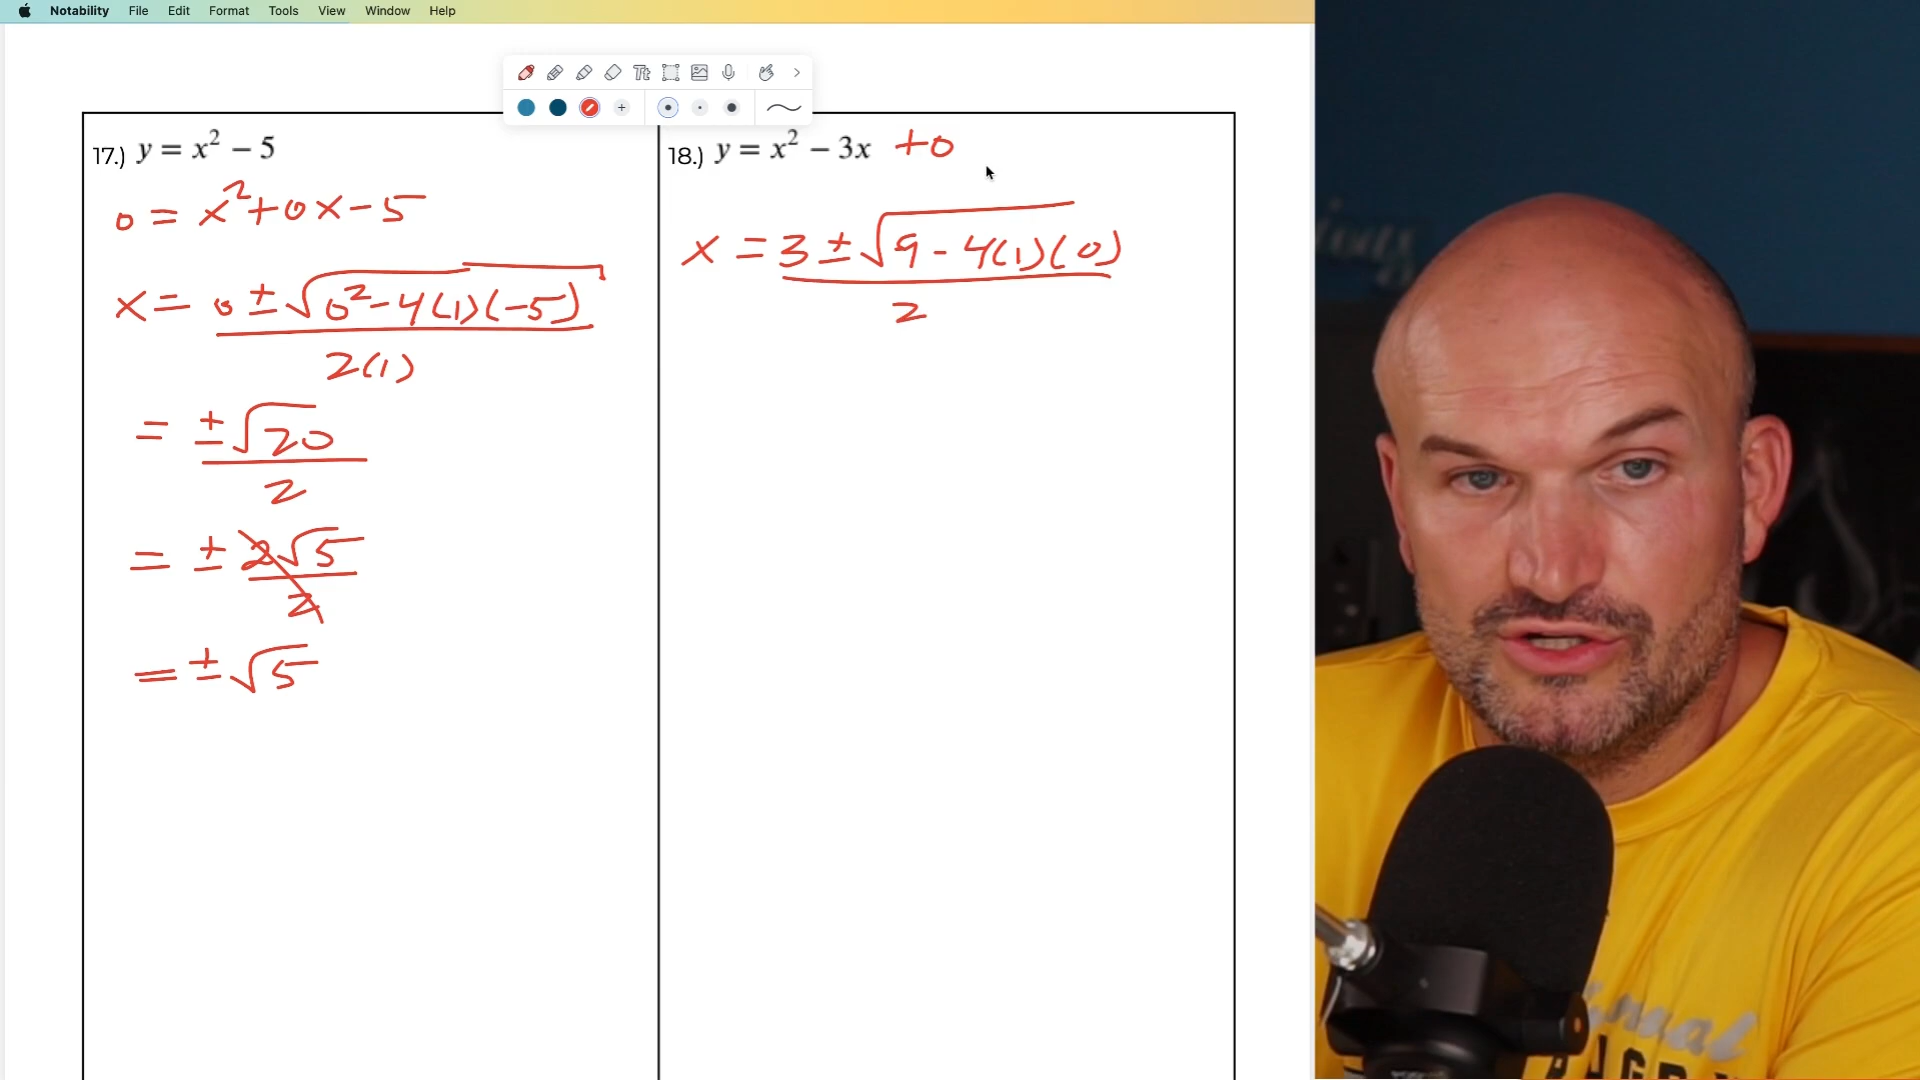 Notability File Edit Format Tools View Window Help
Tt
17.) y = x² − 5
0 = x² + 0x − 5
x = 0 ± √(0² − 4(1)(−5)) / 2(1)
= ± √20 / 2
= ± 2√5 / 2
= ± √5
18.) y = x² − 3x + 0
x = 3 ± √(9 − 4(1)(0)) / 2